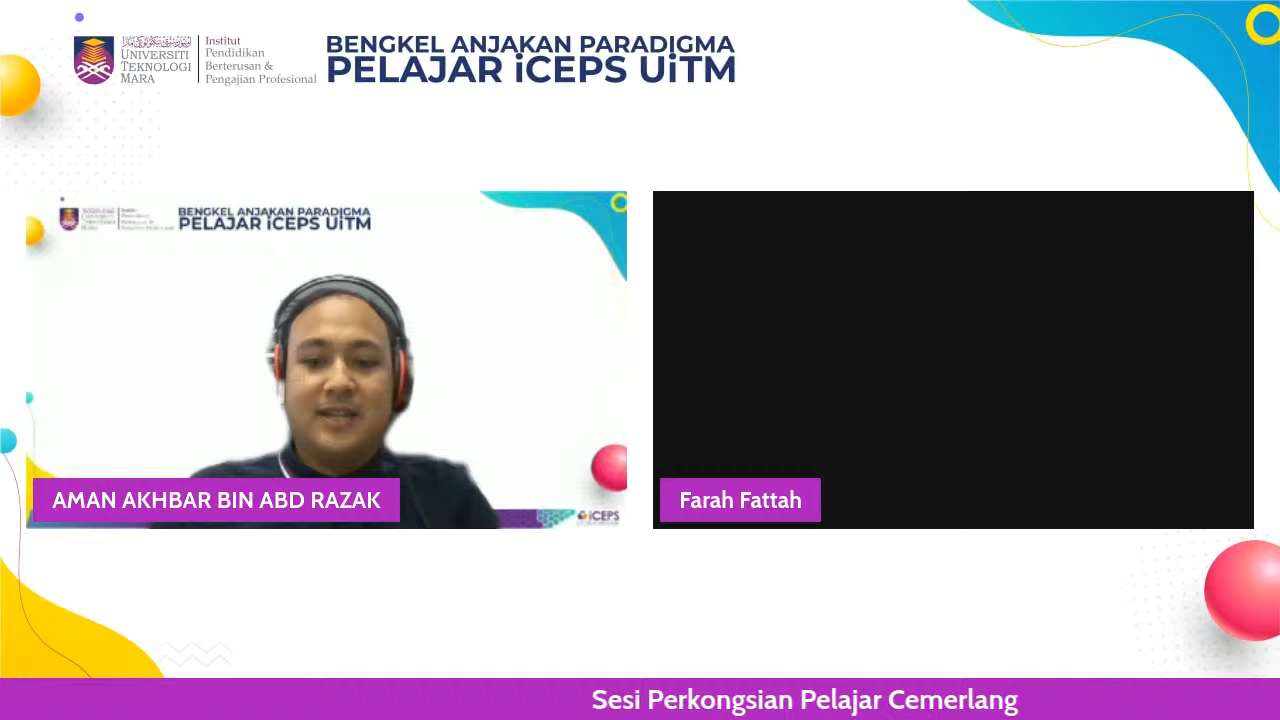 UNIVERSITI
TEKNOLOGI
MARA
Institut
Pendidikan
Berterusan &
Pengajian Profesional
BENGKEL ANJAKAN PARADIGMA
PELAJAR iCEPS UiTM
BENGKEL ANJAKAN PARADIGMA
PELAJAR iCEPS UiTM
AMAN AKHBAR BIN ABD RAZAK
iCEPS
Farah Fattah
Sesi Perkongsian Pelajar Cemerlang